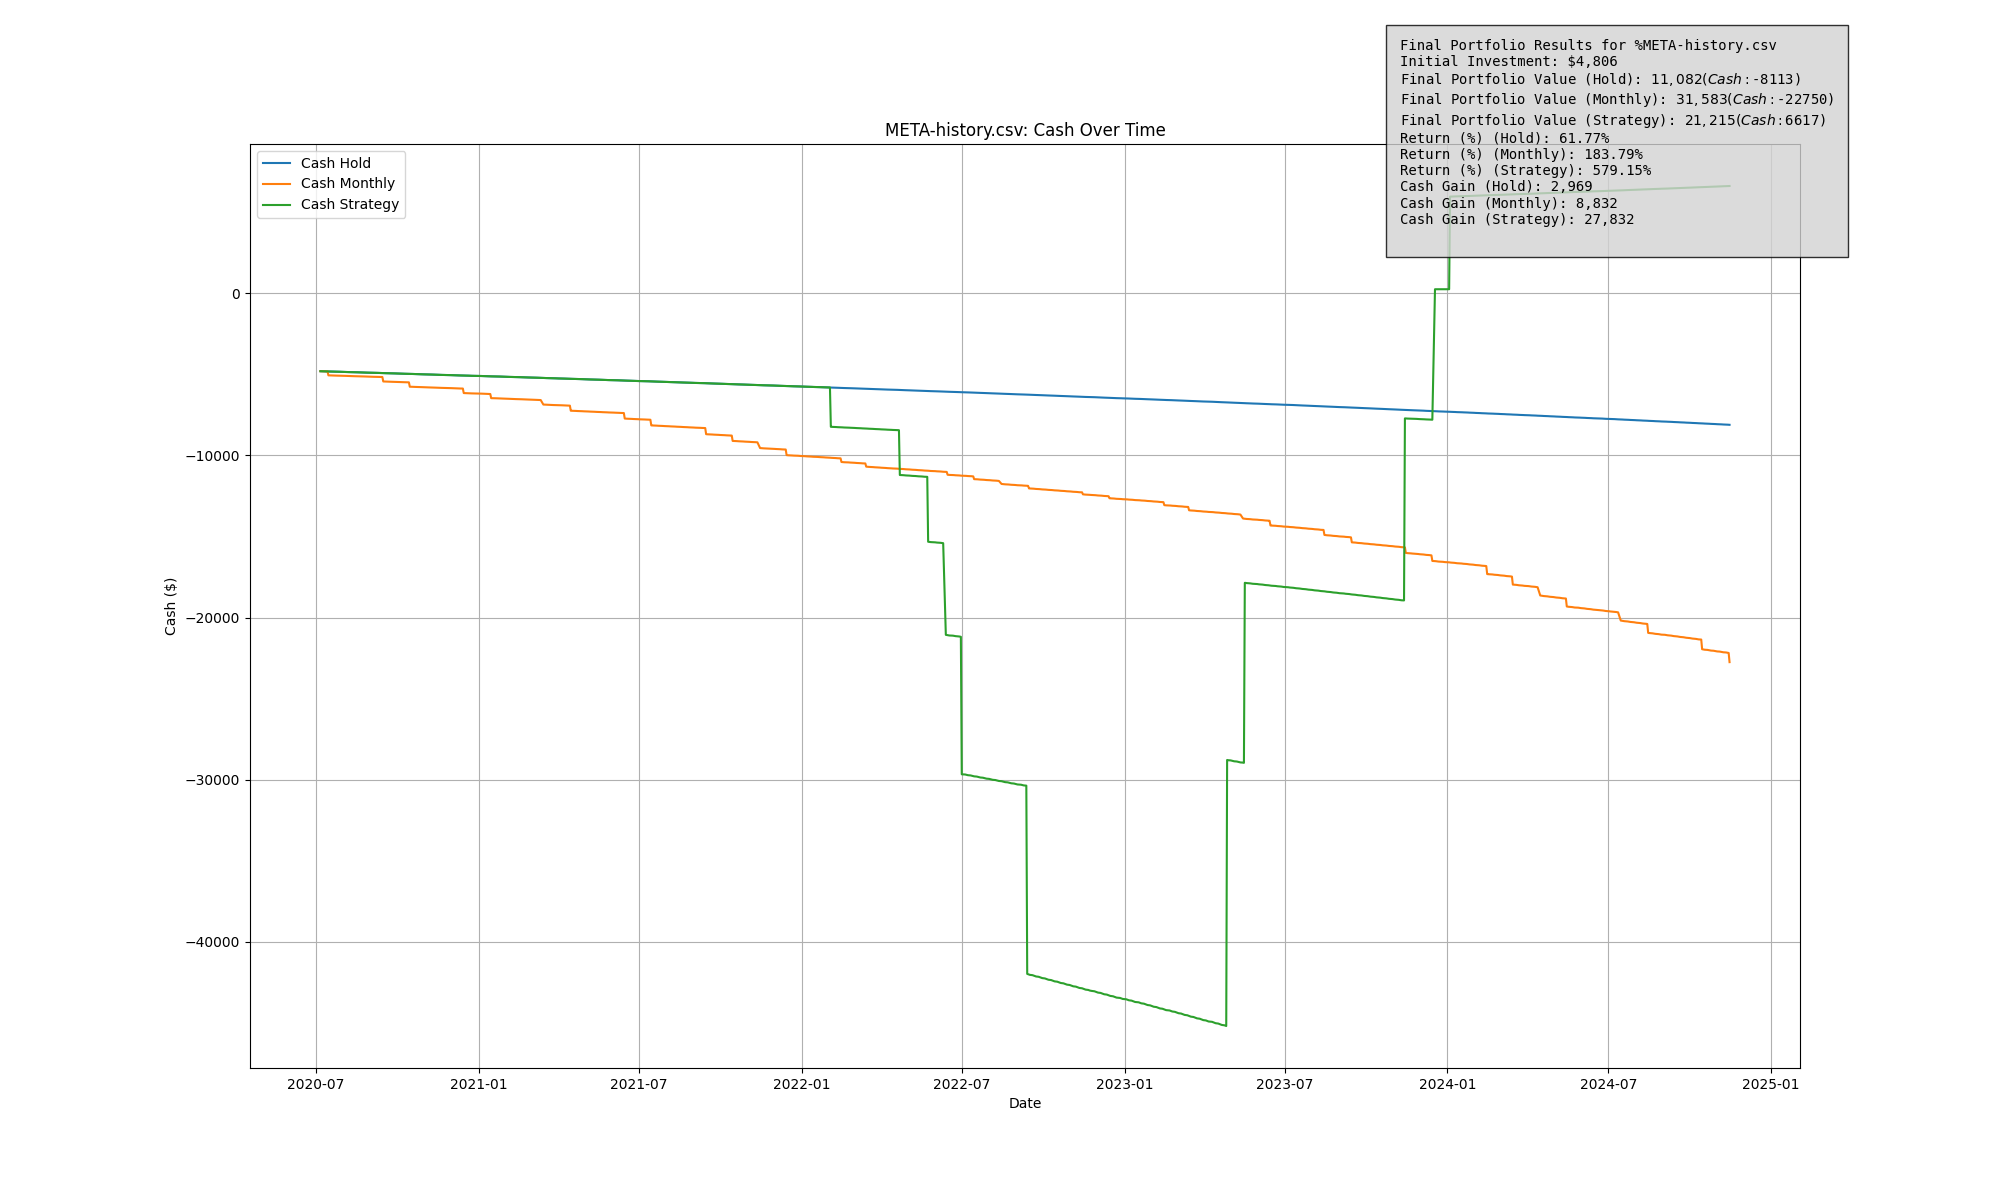 Final Portfolio Results for %META-history.csv
Initial Investment: $4,806
Final Portfolio Value (Hold): 11,082(Cash:-8113)
Final Portfolio Value (Monthly): 31,583(Cash:-22750)
Final Portfolio Value (Strategy): 21,215(Cash:6617)
Return (%) (Hold): 61.77%
Return (%) (Monthly): 183.79%
Return (%) (Strategy): 579.15%
Cash Gain (Hold): 2,969
Cash Gain (Monthly): 8,832
Cash Gain (Strategy): 27,832
META-history.csv: Cash Over Time
Cash Hold
Cash Monthly
Cash Strategy
Cash ($)
0
−10000
−20000
−30000
−40000
2020-07 2021-01 2021-07 2022-01 2022-07 2023-01 2023-07 2024-01 2024-07 2025-01
Date